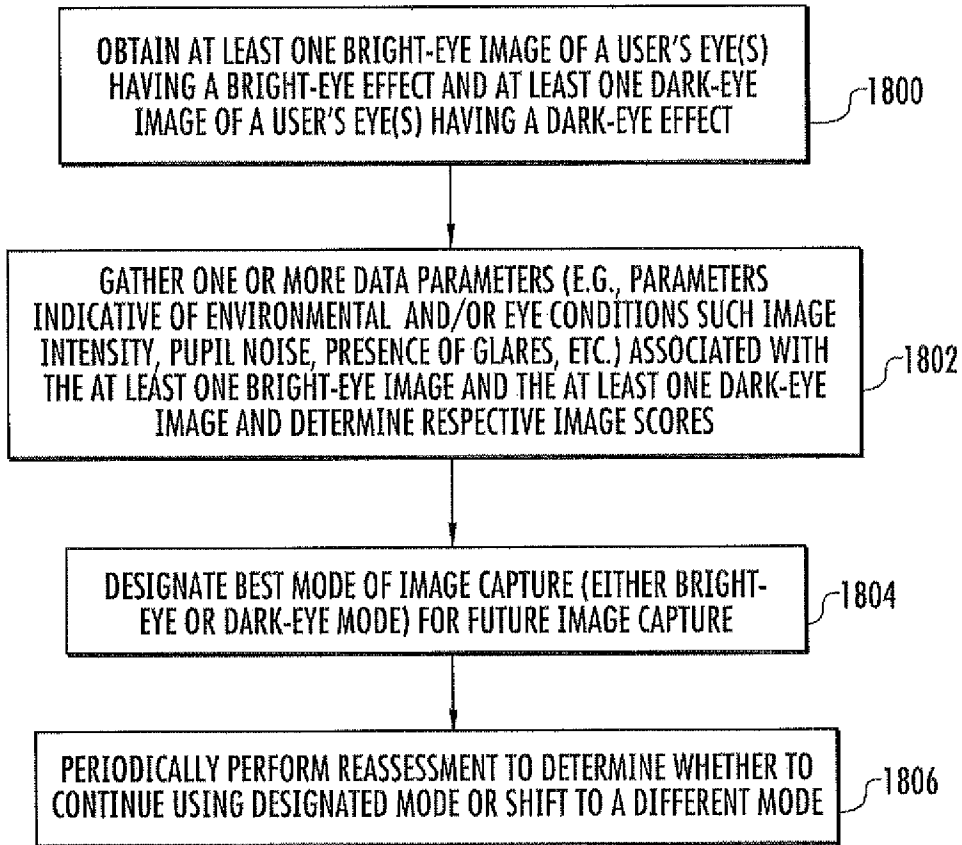 OBTAIN AT LEAST ONE BRIGHT-EYE IMAGE OF A USER'S EYE(S)
HAVING A BRIGHT-EYE EFFECT AND AT LEAST ONE DARK-EYE
IMAGE OF A USER'S EYE(S) HAVING A DARK-EYE EFFECT
1800
GATHER ONE OR MORE DATA PARAMETERS (E.G., PARAMETERS
INDICATIVE OF ENVIRONMENTAL AND/OR EYE CONDITIONS SUCH IMAGE
INTENSITY, PUPIL NOISE, PRESENCE OF GLARES, ETC.) ASSOCIATED WITH
THE AT LEAST ONE BRIGHT-EYE IMAGE AND THE AT LEAST ONE DARK-EYE
IMAGE AND DETERMINE RESPECTIVE IMAGE SCORES
1802
DESIGNATE BEST MODE OF IMAGE CAPTURE (EITHER BRIGHT-
EYE OR DARK-EYE MODE) FOR FUTURE IMAGE CAPTURE
1804
PERIODICALLY PERFORM REASSESSMENT TO DETERMINE WHETHER TO
CONTINUE USING DESIGNATED MODE OR SHIFT TO A DIFFERENT MODE
1806